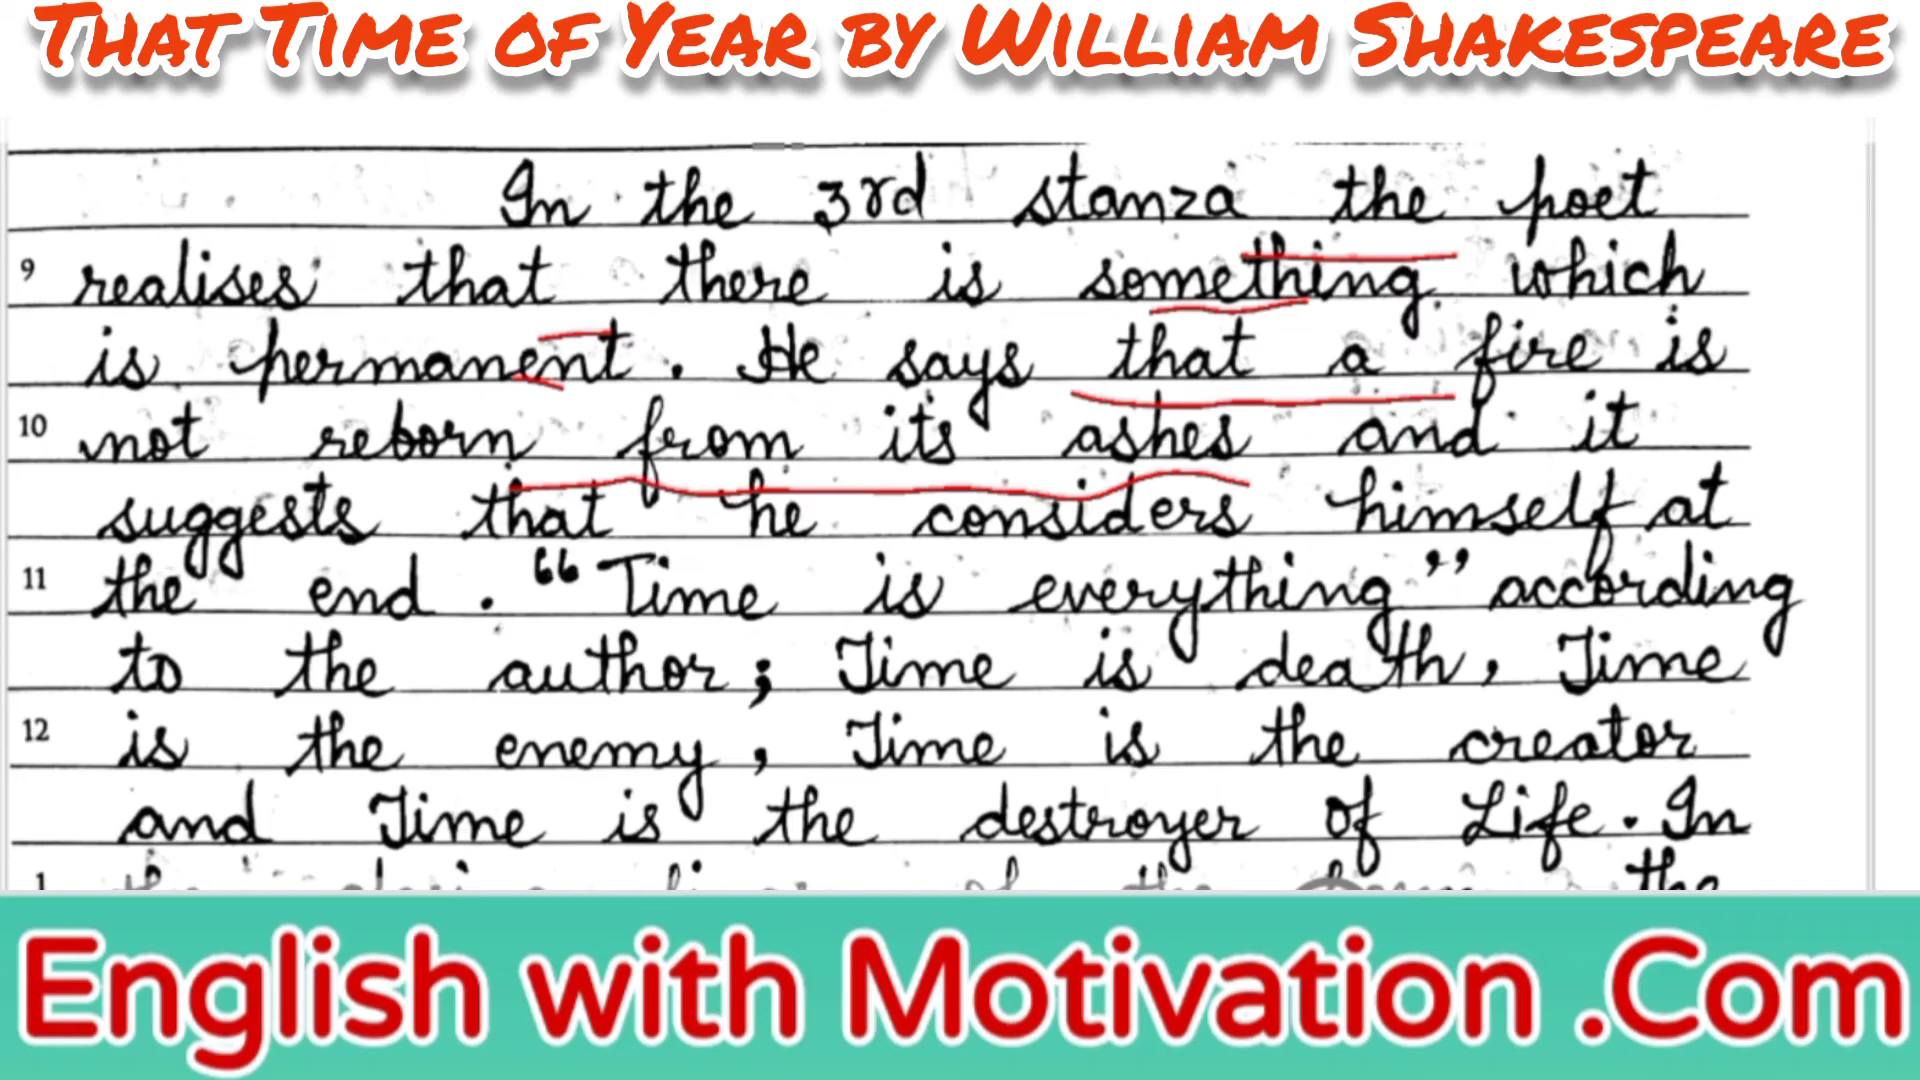 THAT TIME OF YEAR BY WILLIAM SHAKESPEARE
In the 3rd stanza the poet
9 realises that there is something which
is permanent. He says that a fire is
10 not reborn from its ashes and it
suggests that he considers himself at
11 the end. "Time is everything" according
to the author; Time is death, Time
12 is the enemy, Time is the creator
and Time is the destroyer of Life. In
1 the
English with Motivation .Com